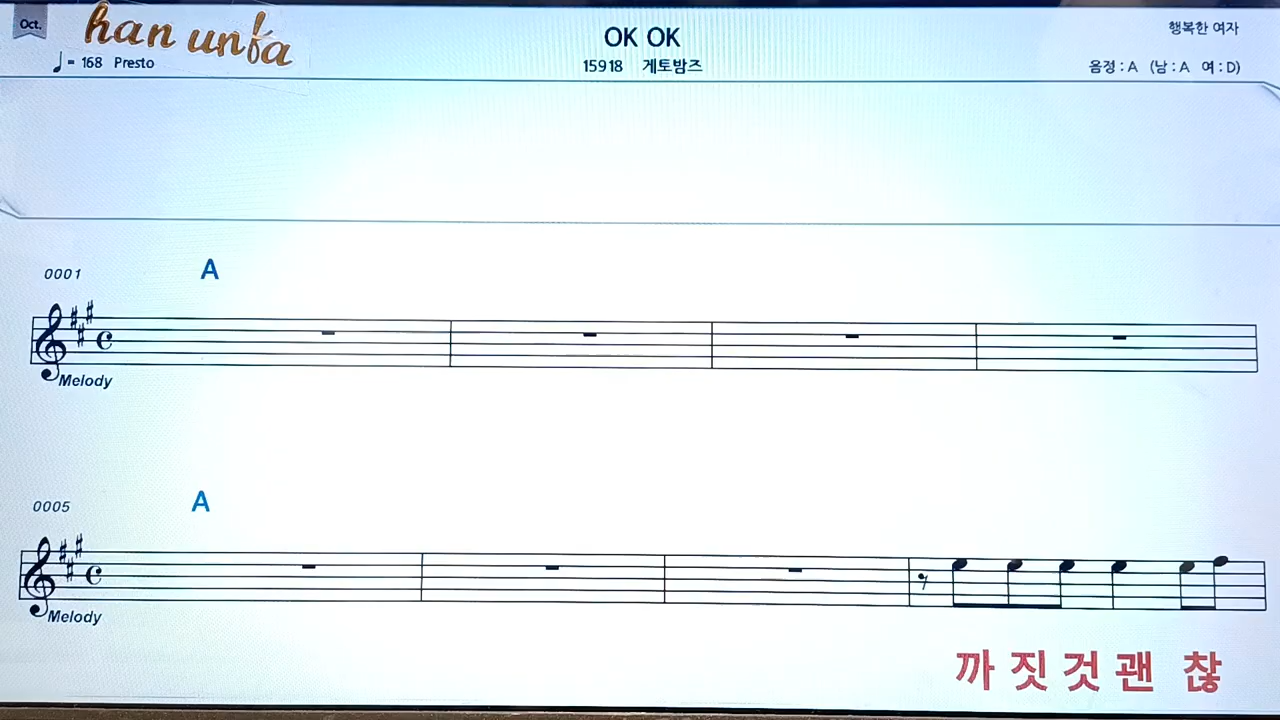 Oct.
han unfa
OK OK
행복한 여자
♩= 168 Presto
15918 게토밤즈
음정 : A (남 : A 여 : D)
0001
A
Melody
0005
A
Melody
까 짓 것 괜 찮